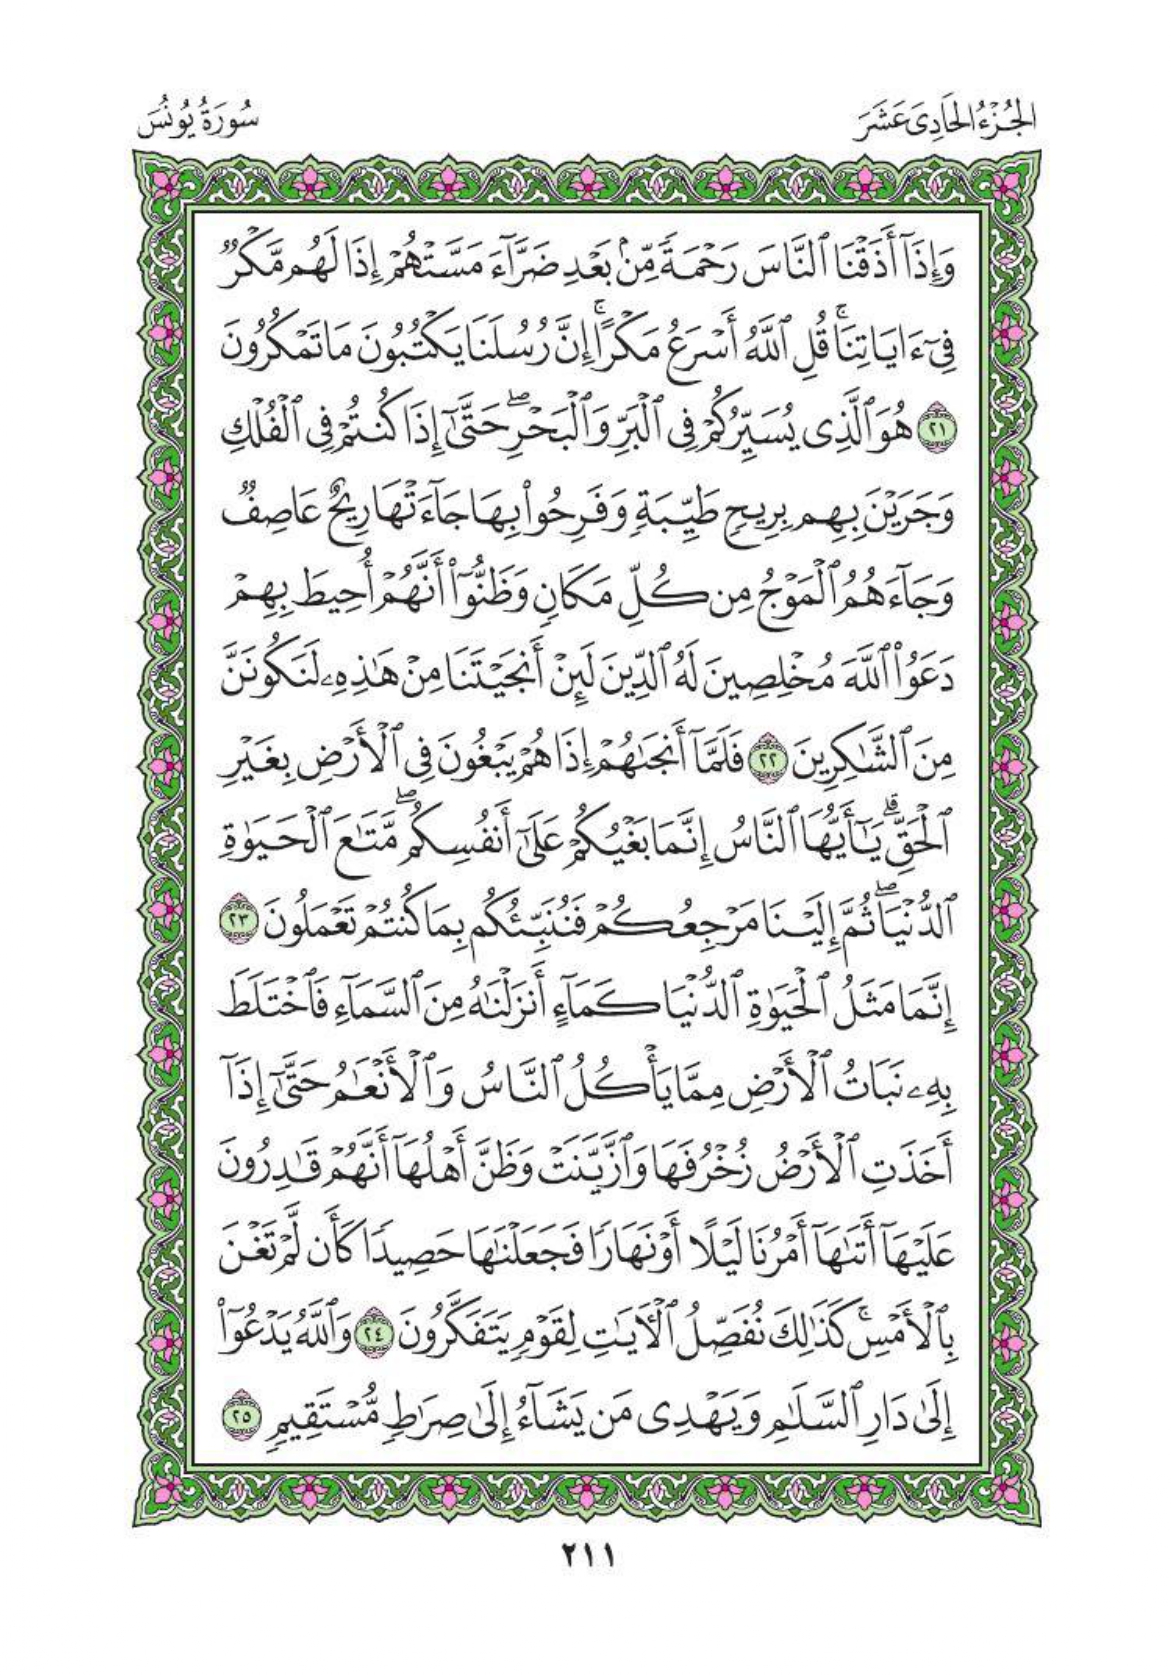 الجُزْءُ الحَادِيَ عَشَرَ
سُورَةُ يُونُسَ
وَإِذَآ أَذَقْنَا ٱلنَّاسَ رَحْمَةً مِّنۢ بَعْدِ ضَرَّآءَ مَسَّتْهُمْ إِذَا لَهُم مَّكْرٌ
فِىٓ ءَايَاتِنَا ۚ قُلِ ٱللَّهُ أَسْرَعُ مَكْرًا ۚ إِنَّ رُسُلَنَا يَكْتُبُونَ مَا تَمْكُرُونَ
٢١ هُوَ ٱلَّذِى يُسَيِّرُكُمْ فِى ٱلْبَرِّ وَٱلْبَحْرِ ۖ حَتَّىٰٓ إِذَا كُنتُمْ فِى ٱلْفُلْكِ
وَجَرَيْنَ بِهِم بِرِيحٍ طَيِّبَةٍ وَفَرِحُوا۟ بِهَا جَآءَتْهَا رِيحٌ عَاصِفٌ
وَجَآءَهُمُ ٱلْمَوْجُ مِن كُلِّ مَكَانٍ وَظَنُّوٓا۟ أَنَّهُمْ أُحِيطَ بِهِمْ
دَعَوُا۟ ٱللَّهَ مُخْلِصِينَ لَهُ ٱلدِّينَ لَئِنْ أَنجَيْتَنَا مِنْ هَٰذِهِۦ لَنَكُونَنَّ
مِنَ ٱلشَّٰكِرِينَ ٢٢ فَلَمَّآ أَنجَىٰهُمْ إِذَا هُمْ يَبْغُونَ فِى ٱلْأَرْضِ بِغَيْرِ
ٱلْحَقِّ ۗ يَٰٓأَيُّهَا ٱلنَّاسُ إِنَّمَا بَغْيُكُمْ عَلَىٰٓ أَنفُسِكُم ۖ مَّتَٰعَ ٱلْحَيَوٰةِ
ٱلدُّنْيَا ۖ ثُمَّ إِلَيْنَا مَرْجِعُكُمْ فَنُنَبِّئُكُم بِمَا كُنتُمْ تَعْمَلُونَ ٢٣
إِنَّمَا مَثَلُ ٱلْحَيَوٰةِ ٱلدُّنْيَا كَمَآءٍ أَنزَلْنَٰهُ مِنَ ٱلسَّمَآءِ فَٱخْتَلَطَ
بِهِۦ نَبَاتُ ٱلْأَرْضِ مِمَّا يَأْكُلُ ٱلنَّاسُ وَٱلْأَنْعَٰمُ حَتَّىٰٓ إِذَآ
أَخَذَتِ ٱلْأَرْضُ زُخْرُفَهَا وَٱزَّيَّنَتْ وَظَنَّ أَهْلُهَآ أَنَّهُمْ قَٰدِرُونَ
عَلَيْهَآ أَتَىٰهَآ أَمْرُنَا لَيْلًا أَوْ نَهَارًا فَجَعَلْنَٰهَا حَصِيدًا كَأَن لَّمْ تَغْنَ
بِٱلْأَمْسِ ۚ كَذَٰلِكَ نُفَصِّلُ ٱلْءَايَٰتِ لِقَوْمٍ يَتَفَكَّرُونَ ٢٤ وَٱللَّهُ يَدْعُوٓا۟
إِلَىٰ دَارِ ٱلسَّلَٰمِ وَيَهْدِى مَن يَشَآءُ إِلَىٰ صِرَٰطٍ مُّسْتَقِيمٍ ٢٥
٢١١